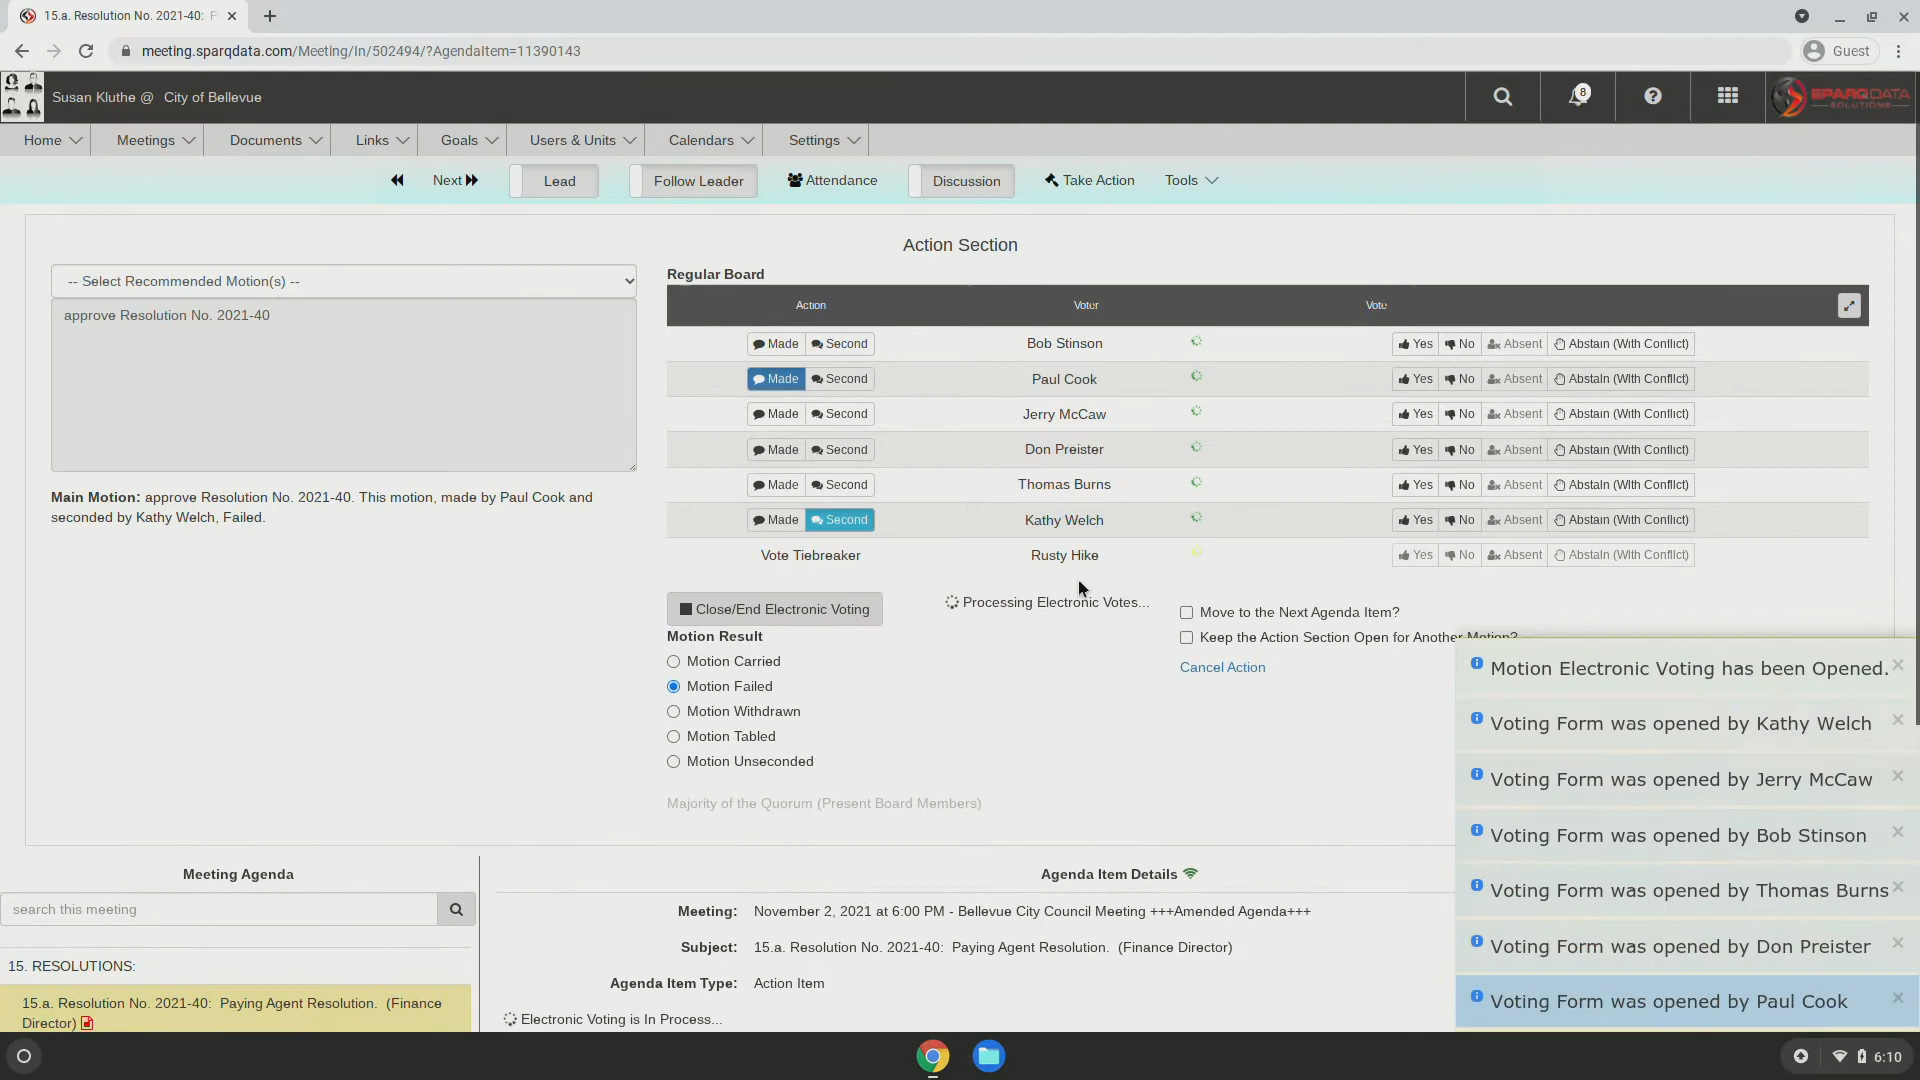 15.a. Resolution No. 2021-40: P
meeting.sparqdata.com/Meeting/In/502494/?AgendaItem=11390143
Guest
Susan Kluthe @ City of Bellevue
8
SPARQDATA
SOLUTIONS
Home
Meetings
Documents
Links
Goals
Users & Units
Calendars
Settings
Next
Lead
Follow Leader
Attendance
Discussion
Take Action
Tools
Action Section
-- Select Recommended Motion(s) --
approve Resolution No. 2021-40
Main Motion: approve Resolution No. 2021-40. This motion, made by Paul Cook and
seconded by Kathy Welch, Failed.
Regular Board
Action Voter Vote
Made Second Bob Stinson Yes No Absent Abstain (With Conflict)
Made Second Paul Cook Yes No Absent Abstain (With Conflict)
Made Second Jerry McCaw Yes No Absent Abstain (With Conflict)
Made Second Don Preister Yes No Absent Abstain (With Conflict)
Made Second Thomas Burns Yes No Absent Abstain (With Conflict)
Made Second Kathy Welch Yes No Absent Abstain (With Conflict)
Vote Tiebreaker Rusty Hike Yes No Absent Abstain (With Conflict)
Close/End Electronic Voting
Processing Electronic Votes...
Move to the Next Agenda Item?
Keep the Action Section Open for Another Motion?
Cancel Action
Motion Result
Motion Carried
Motion Failed
Motion Withdrawn
Motion Tabled
Motion Unseconded
Majority of the Quorum (Present Board Members)
Motion Electronic Voting has been Opened.
Voting Form was opened by Kathy Welch
Voting Form was opened by Jerry McCaw
Voting Form was opened by Bob Stinson
Voting Form was opened by Thomas Burns
Voting Form was opened by Don Preister
Voting Form was opened by Paul Cook
Meeting Agenda
search this meeting
15. RESOLUTIONS:
15.a. Resolution No. 2021-40: Paying Agent Resolution. (Finance
Director)
Agenda Item Details
Meeting: November 2, 2021 at 6:00 PM - Bellevue City Council Meeting +++Amended Agenda+++
Subject: 15.a. Resolution No. 2021-40: Paying Agent Resolution. (Finance Director)
Agenda Item Type: Action Item
Electronic Voting is In Process...
6:10